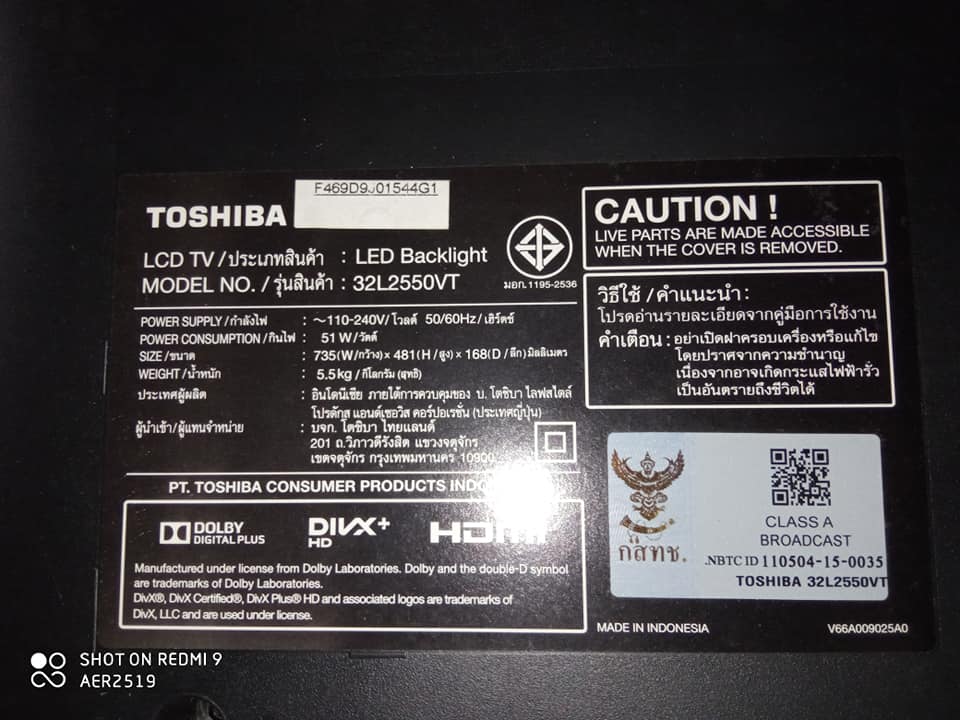 F469D9J01544G1
TOSHIBA
LCD TV/ประเภทสินค้า : LED Backlight
MODEL NO./รุ่นสินค้า : 32L2550VT
มอก.1195-2536
POWER SUPPLY/กำลังไฟ : ~110-240V/โวลต์ 50/60Hz/เฮิร์ตซ์
POWER CONSUMPTION/กินไฟ : 51W/วัตต์
SIZE/ขนาด : 735(W/กว้าง) x 481(H/สูง) x 168(D/ลึก) มิลลิเมตร
WEIGHT/น้ำหนัก : 5.5kg/กิโลกรัม (สุทธิ)
ประเทศผู้ผลิต : อินโดนีเซีย ภายใต้การควบคุมของ บ. โตชิบา ไลฟสไตล์
โปรดักส แอนด์เซอวิส คอร์ปอเรชั่น (ประเทศญี่ปุ่น)
ผู้นำเข้า/ผู้แทนจำหน่าย : บจก. โตชิบา ไทยแลนด์
201 ถ.วิภาวดีรังสิต แขวงจตุจักร
เขตจตุจักร กรุงเทพมหานคร 10900
PT. TOSHIBA CONSUMER PRODUCTS
DOLBY
DIGITAL PLUS
DIVX+
HD
HDMI
Manufactured under license from Dolby Laboratories. Dolby and the double-D symbol
are trademarks of Dolby Laboratories.
DivX®, DivX Certified®, DivX Plus® HD and associated logos are trademarks of
DivX, LLC and are used under license.
CAUTION !
LIVE PARTS ARE MADE ACCESSIBLE
WHEN THE COVER IS REMOVED.
วิธีใช้/คำแนะนำ:
โปรดอ่านรายละเอียดจากคู่มือการใช้งาน
คำเตือน : อย่าเปิดฝาครอบเครื่องหรือแก้ไข
โดยปราศจากความชำนาญ
เนื่องจากอาจเกิดกระแสไฟฟ้ารั่ว
เป็นอันตรายถึงชีวิตได้
กสทช.
CLASS A
BROADCAST
.NBTC ID 110504-15-0035
TOSHIBA 32L2550VT
MADE IN INDONESIA
V66A009025A0
SHOT ON REDMI 9
AER2519